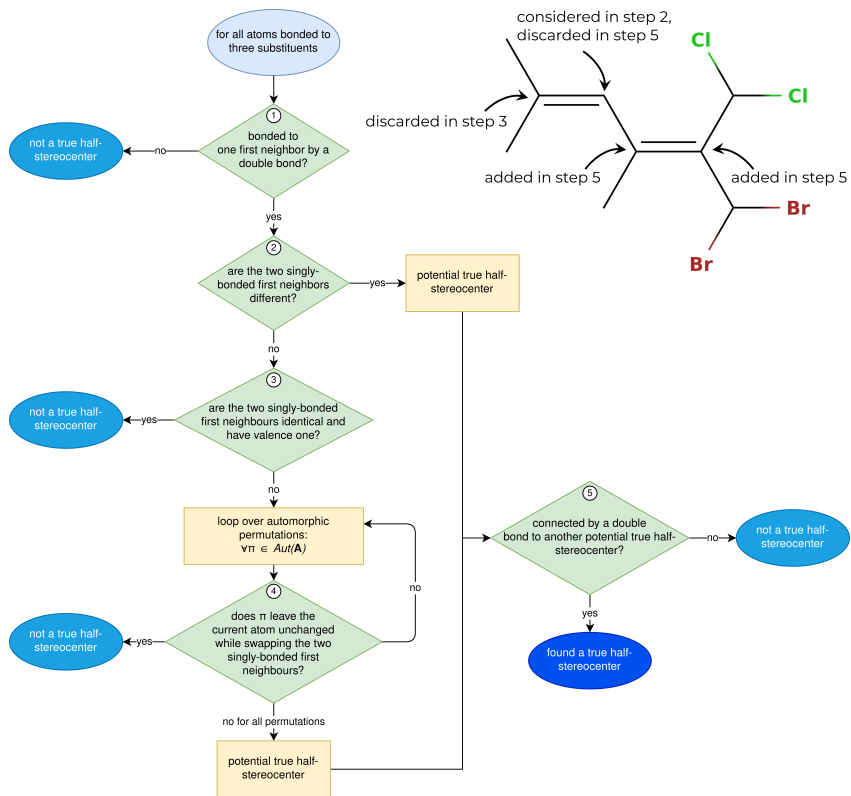 for all atoms bonded to
three substituents
1
bonded to
one first neighbor by a
double bond?
no
not a true half-
stereocenter
yes
2
are the two singly-
bonded first neighbors
different?
yes
potential true half-
stereocenter
no
3
are the two singly-bonded
first neighbours identical and
have valence one?
yes
not a true half-
stereocenter
no
loop over automorphic
permutations:
∀π ∈ Aut(A)
4
does π leave the
current atom unchanged
while swapping the two
singly-bonded first
neighbours?
no
yes
not a true half-
stereocenter
no for all permutations
potential true half-
stereocenter
5
connected by a double
bond to another potential true half-
stereocenter?
no
not a true half-
stereocenter
yes
found a true half-
stereocenter
considered in step 2,
discarded in step 5
Cl
Cl
discarded in step 3
added in step 5
added in step 5
Br
Br